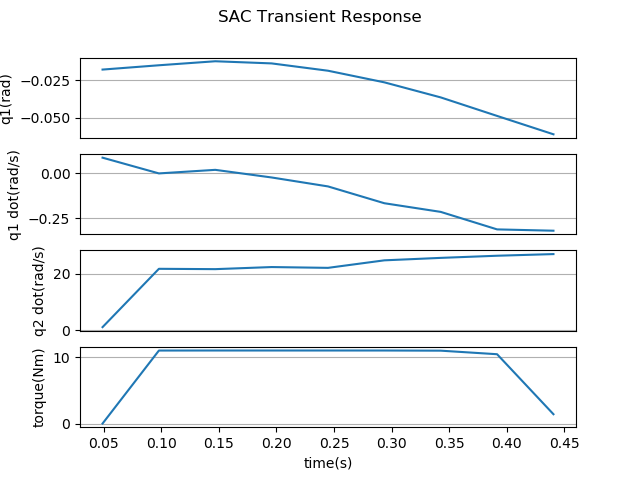 SAC Transient Response
q1(rad)
−0.025
−0.050
q1 dot(rad/s)
0.00
−0.25
q2 dot(rad/s)
20
0
torque(Nm)
10
0
0.05 0.10 0.15 0.20 0.25 0.30 0.35 0.40 0.45
time(s)